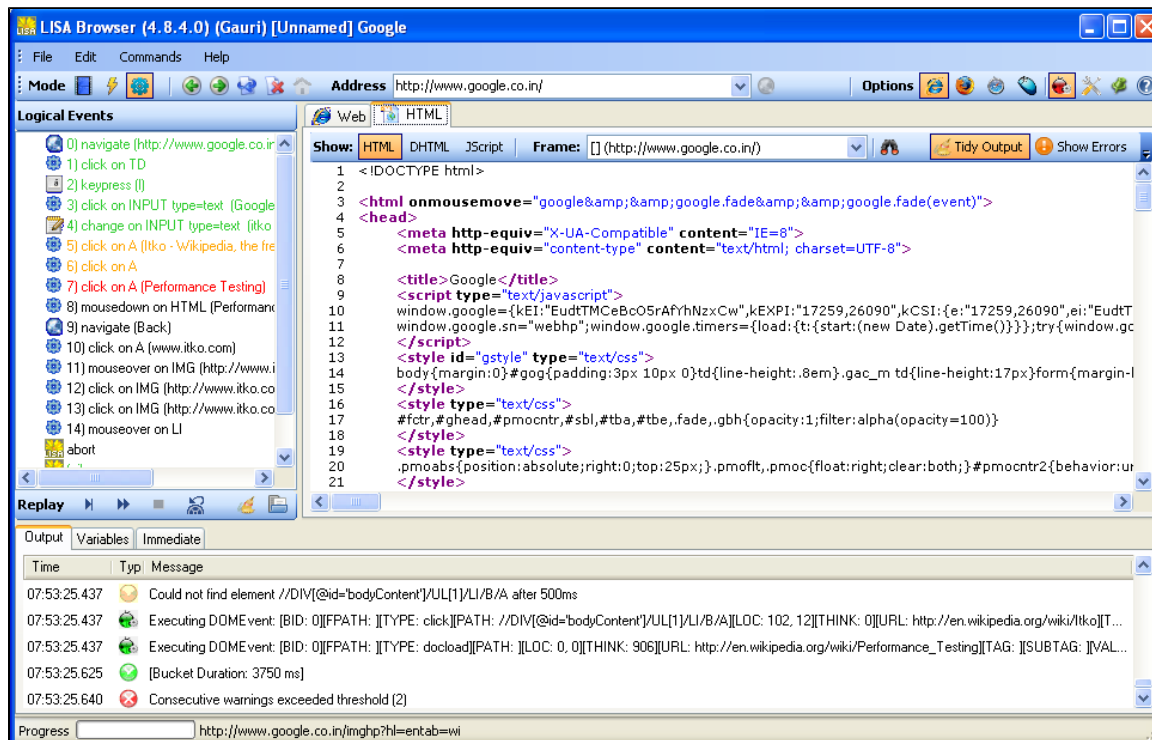 LISA Browser (4.8.4.0) (Gauri) [Unnamed] Google
File Edit Commands Help
Mode Address http://www.google.co.in/ Options
Logical Events
0) navigate (http://www.google.co.in
1) click on TD
2) keypress (I)
3) click on INPUT type=text (Google
4) change on INPUT type=text (itko
5) click on A (Itko - Wikipedia, the fre
6) click on A
7) click on A (Performance Testing)
8) mousedown on HTML (Performanc
9) navigate (Back)
10) click on A (www.itko.com)
11) mouseover on IMG (http://www.i
12) click on IMG (http://www.itko.co
13) click on IMG (http://www.itko.co
14) mouseover on LI
abort
Replay
Web HTML
Show: HTML DHTML JScript Frame: [] (http://www.google.co.in/) Tidy Output Show Errors
1 <!DOCTYPE html>
2
3 <html onmousemove="google&amp;&amp;google.fade&amp;&amp;google.fade(event)">
4 <head>
5 <meta http-equiv="X-UA-Compatible" content="IE=8">
6 <meta http-equiv="content-type" content="text/html; charset=UTF-8">
7
8 <title>Google</title>
9 <script type="text/javascript">
10 window.google={kEI:"EudtTMCeBcO5rAfYhNzxCw",kEXPI:"17259,26090",kCSI:{e:"17259,26090",ei:"EudtT
11 window.google.sn="webhp";window.google.timers={load:{t:{start:(new Date).getTime()}}};try{window.go
12 </script>
13 <style id="gstyle" type="text/css">
14 body{margin:0}#gog{padding:3px 10px 0}td{line-height:.8em}.gac_m td{line-height:17px}form{margin-l
15 </style>
16 <style type="text/css">
17 #fctr,#ghead,#pmocntr,#sbl,#tba,#tbe,.fade,.gbh{opacity:1;filter:alpha(opacity=100)}
18 </style>
19 <style type="text/css">
20 .pmoabs{position:absolute;right:0;top:25px;}.pmoflt,.pmoc{float:right;clear:both;}#pmocntr2{behavior:ur
21 </style>
Output Variables Immediate
Time Typ Message
07:53:25.437 Could not find element //DIV[@id='bodyContent']/UL[1]/LI/B/A after 500ms
07:53:25.437 Executing DOMEvent: [BID: 0][FPATH: ][TYPE: click][PATH: //DIV[@id='bodyContent']/UL[1]/LI/B/A][LOC: 102, 12][THINK: 0][URL: http://en.wikipedia.org/wiki/Itko][T...
07:53:25.437 Executing DOMEvent: [BID: 0][FPATH: ][TYPE: docload][PATH: ][LOC: 0, 0][THINK: 906][URL: http://en.wikipedia.org/wiki/Performance_Testing][TAG: ][SUBTAG: ][VAL...
07:53:25.625 [Bucket Duration: 3750 ms]
07:53:25.640 Consecutive warnings exceeded threshold (2)
Progress http://www.google.co.in/imghp?hl=entab=wi